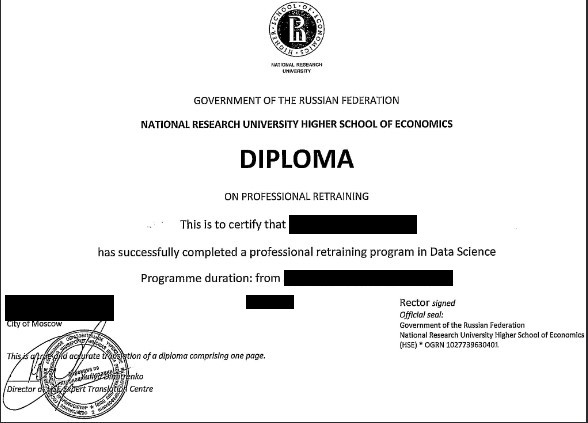 HIGHER SCHOOL OF ECONOMICS
NATIONAL RESEARCH
UNIVERSITY
GOVERNMENT OF THE RUSSIAN FEDERATION
NATIONAL RESEARCH UNIVERSITY HIGHER SCHOOL OF ECONOMICS
DIPLOMA
ON PROFESSIONAL RETRAINING
This is to certify that
has successfully completed a professional retraining program in Data Science
Programme duration: from
Rector signed
Official seal:
City of Moscow
Government of the Russian Federation
National Research University Higher School of Economics
(HSE) * OGRN 1027739630401
This is a true and accurate translation of a diploma comprising one page.
Director of Expert Translation Centre